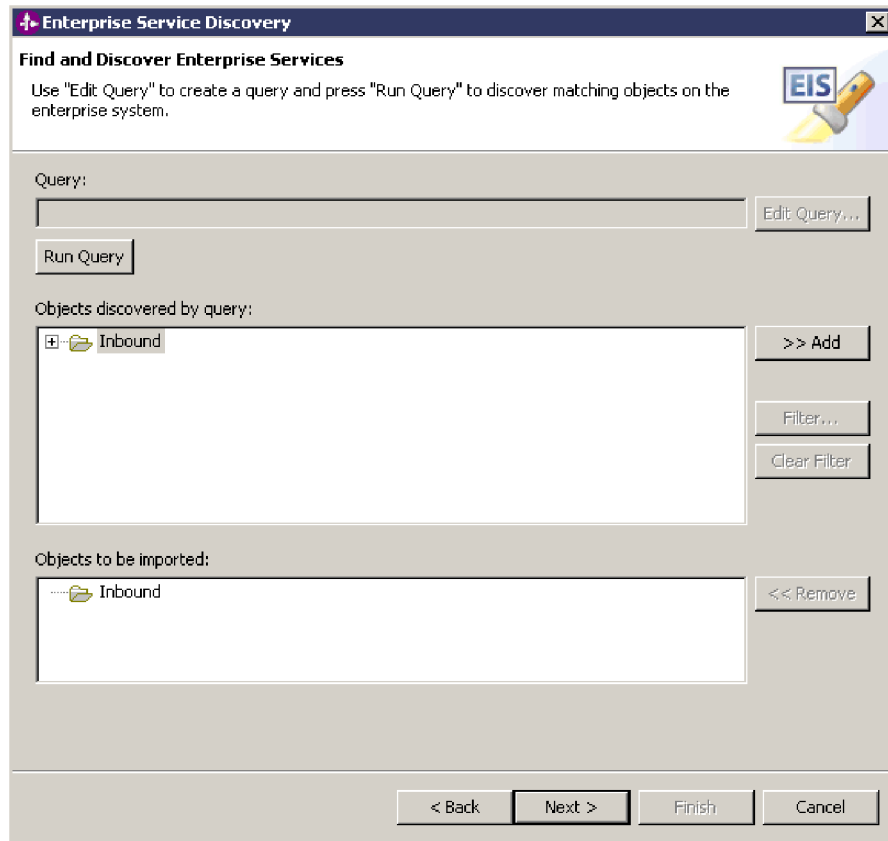 Enterprise Service Discovery
Find and Discover Enterprise Services
Use "Edit Query" to create a query and press "Run Query" to discover matching objects on the
enterprise system.
EIS
Query:
Edit Query...
Run Query
Objects discovered by query:
Inbound
>> Add
Filter...
Clear Filter
Objects to be imported:
Inbound
<< Remove
< Back
Next >
Finish
Cancel